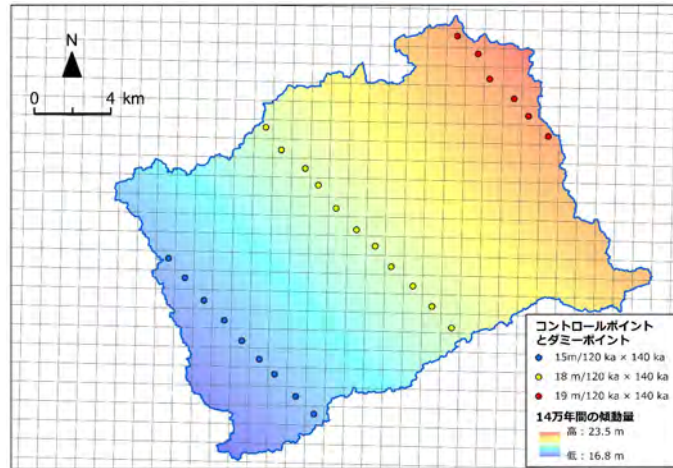 N
0 4 km
コントロールポイント
とダミーポイント
15m/120 ka × 140 ka
18 m/120 ka × 140 ka
19 m/120 ka × 140 ka
14万年間の傾動量
高：23.5 m
低：16.8 m